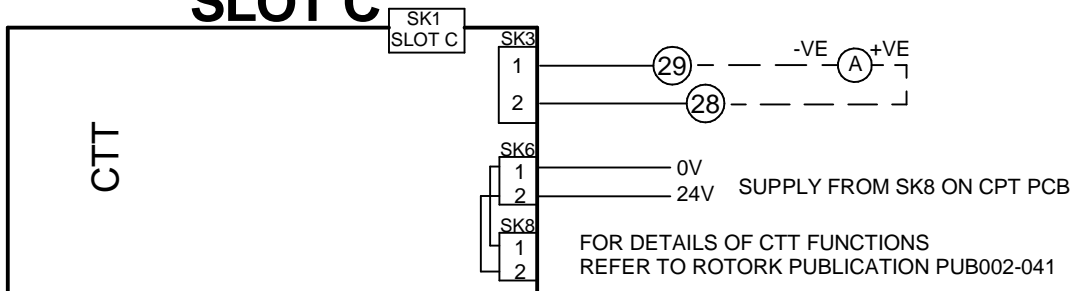 SLOT C
SK1
SLOT C
SK3
1
29
-VE
A
+VE
2
28
CTT
SK6
1
0V
2
24V
SUPPLY FROM SK8 ON CPT PCB
SK8
1
2
FOR DETAILS OF CTT FUNCTIONS
REFER TO ROTORK PUBLICATION PUB002-041